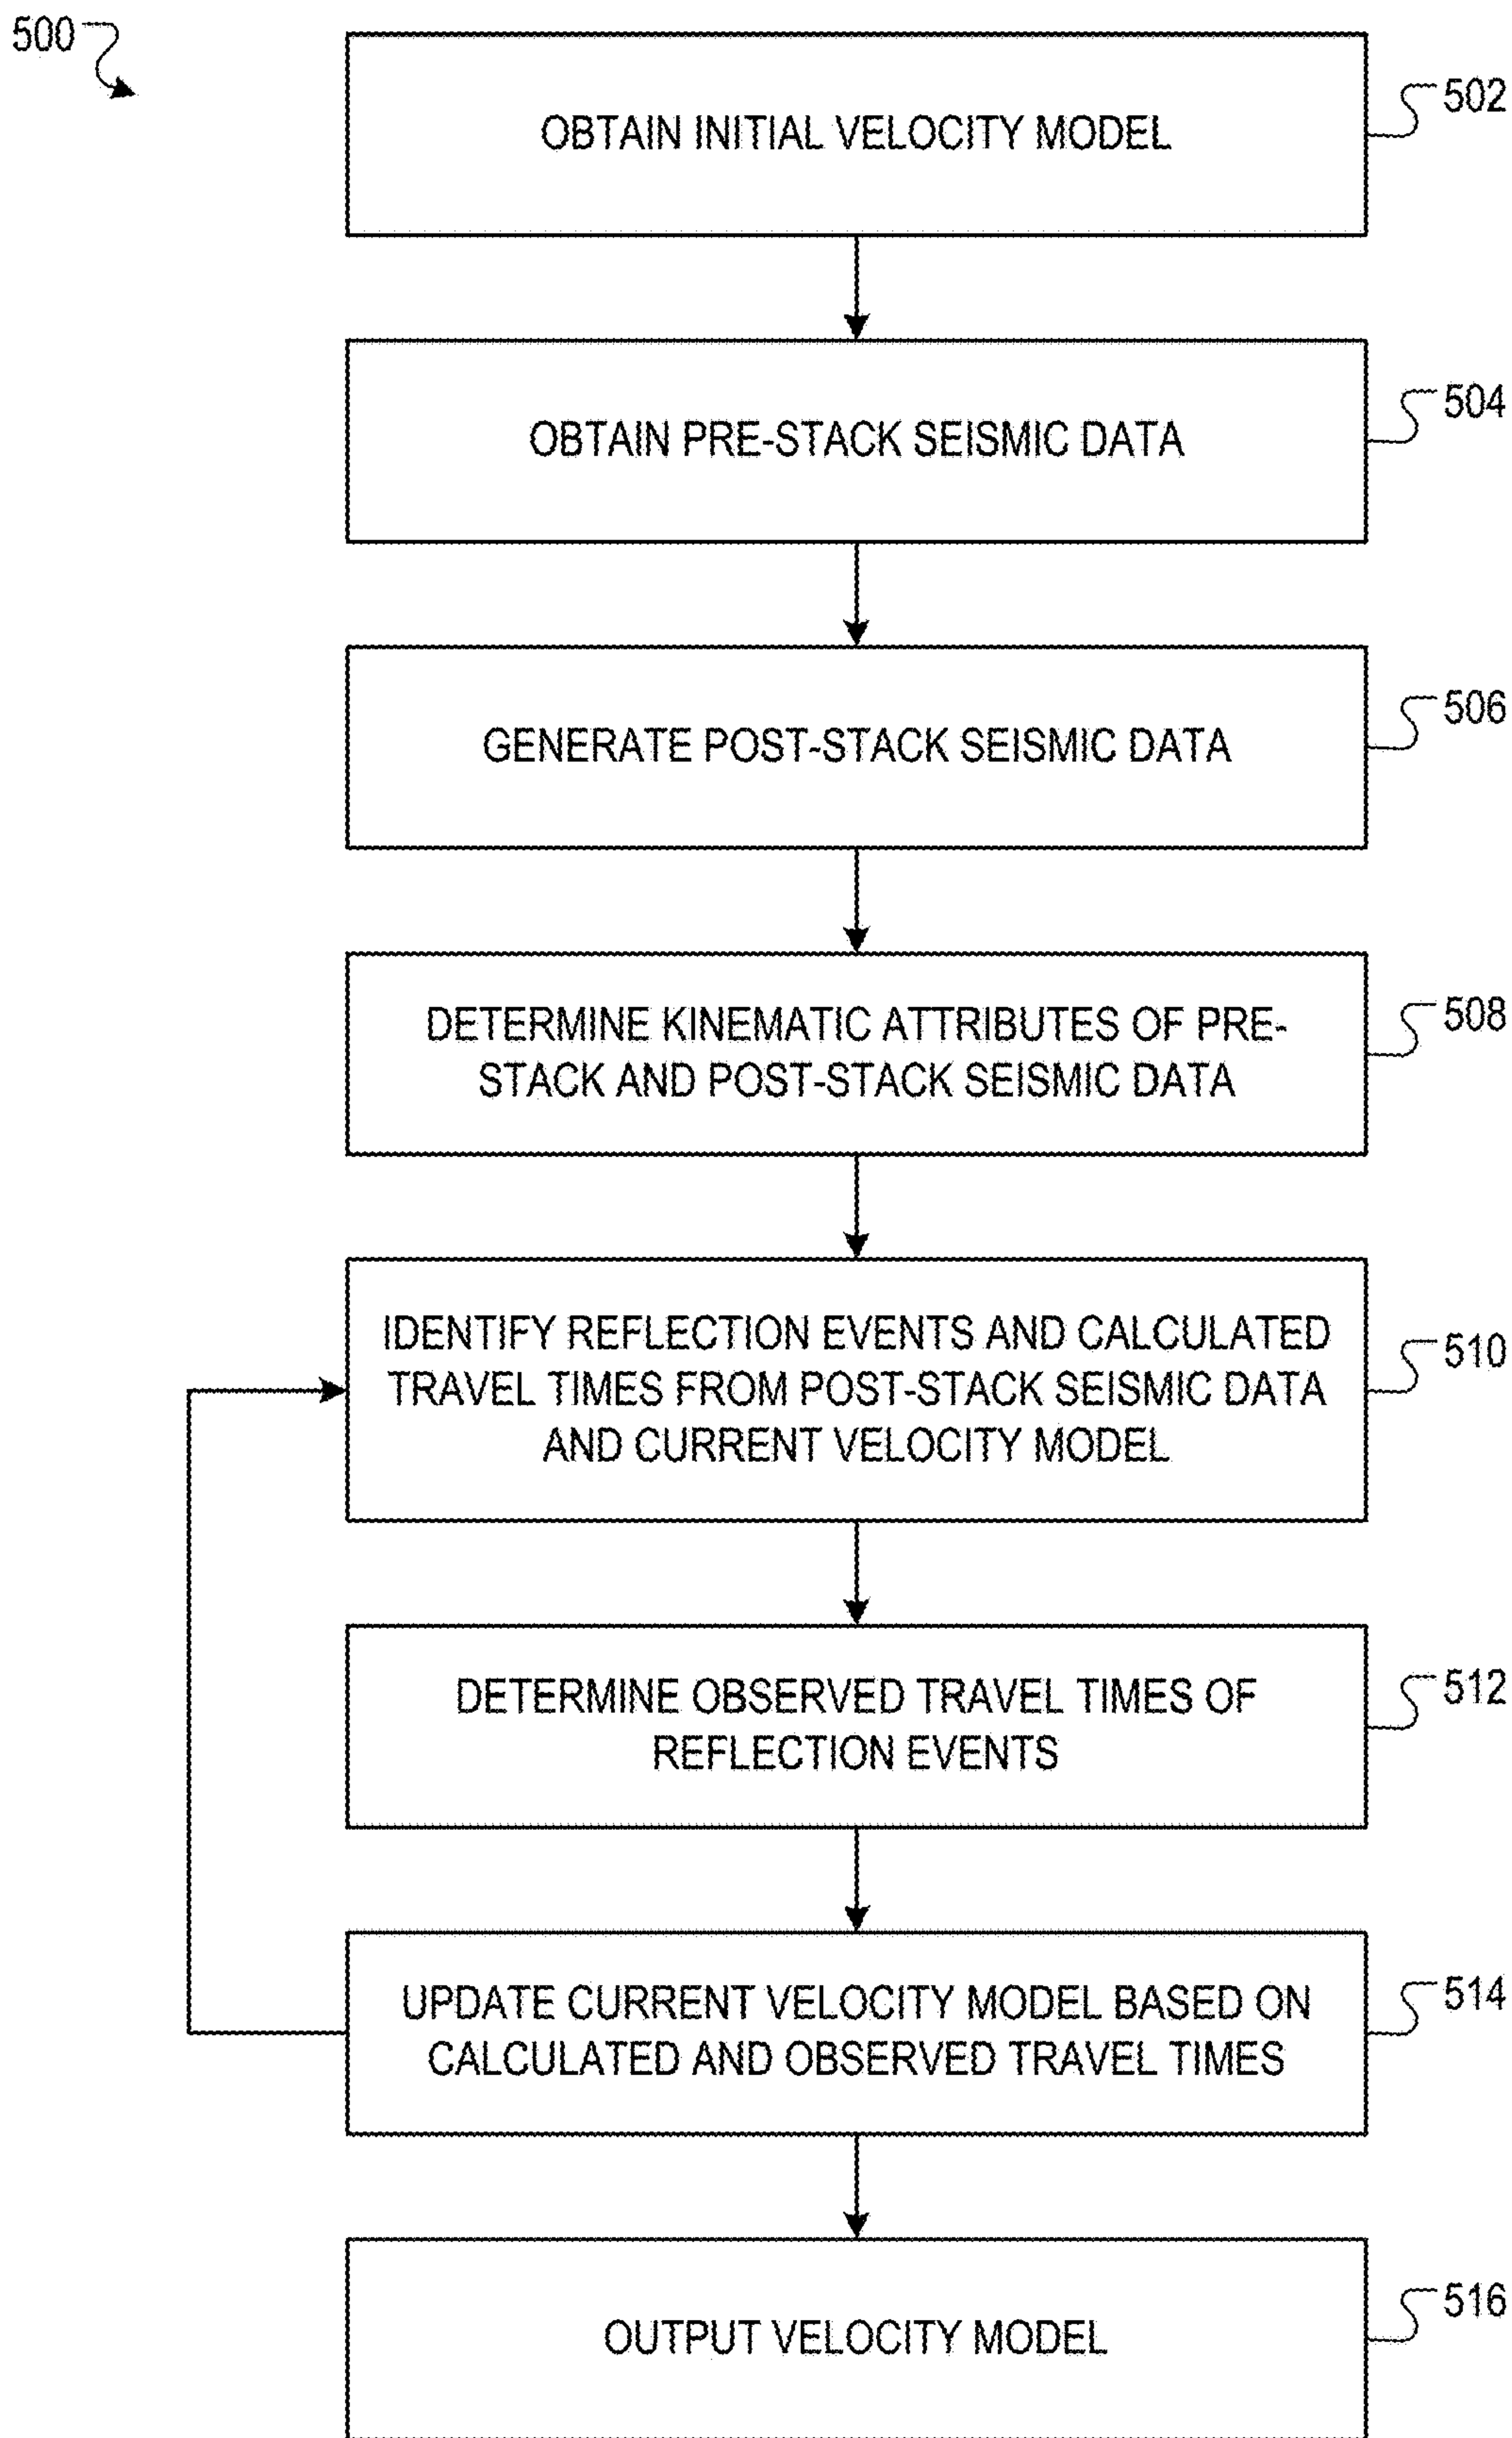 500
OBTAIN INITIAL VELOCITY MODEL
502
OBTAIN PRE-STACK SEISMIC DATA
504
GENERATE POST-STACK SEISMIC DATA
506
DETERMINE KINEMATIC ATTRIBUTES OF PRE-
STACK AND POST-STACK SEISMIC DATA
508
IDENTIFY REFLECTION EVENTS AND CALCULATED
TRAVEL TIMES FROM POST-STACK SEISMIC DATA
AND CURRENT VELOCITY MODEL
510
DETERMINE OBSERVED TRAVEL TIMES OF
REFLECTION EVENTS
512
UPDATE CURRENT VELOCITY MODEL BASED ON
CALCULATED AND OBSERVED TRAVEL TIMES
514
OUTPUT VELOCITY MODEL
516